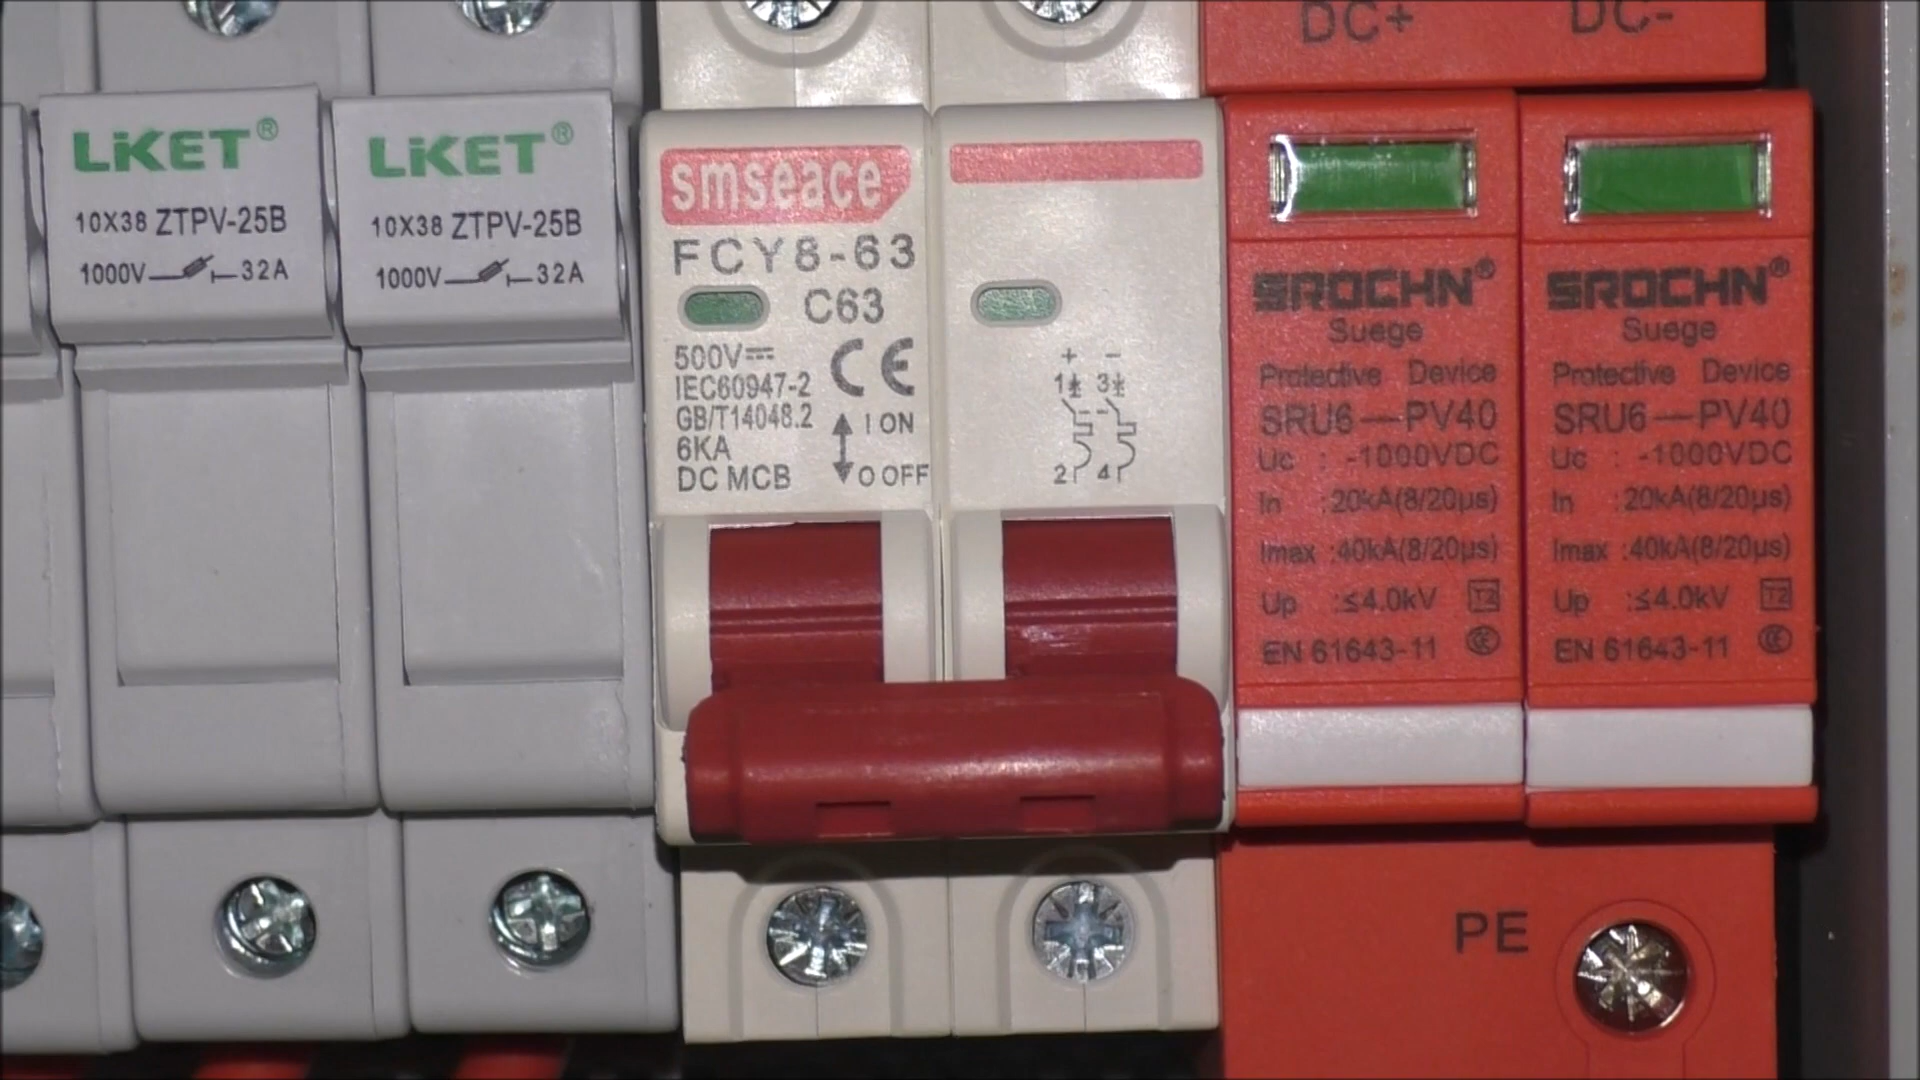 LiKET®
10X38 ZTPV-25B
1000V 32A
LiKET®
10X38 ZTPV-25B
1000V 32A
smseace
FCY8-63
C63
500V
CE
IEC60947-2
GB/T14048.2
6KA
DC MCB
I ON
O OFF
+ −
1 3
2 4
DC+ DC-
SROCHN®
Suege
Protective Device
SRU6—PV40
Uc : -1000VDC
In :20kA(8/20µs)
Imax :40kA(8/20µs)
Up :≤4.0kV T2
EN 61643-11
SROCHN®
Suege
Protective Device
SRU6—PV40
Uc : -1000VDC
In :20kA(8/20µs)
Imax :40kA(8/20µs)
Up :≤4.0kV T2
EN 61643-11
PE